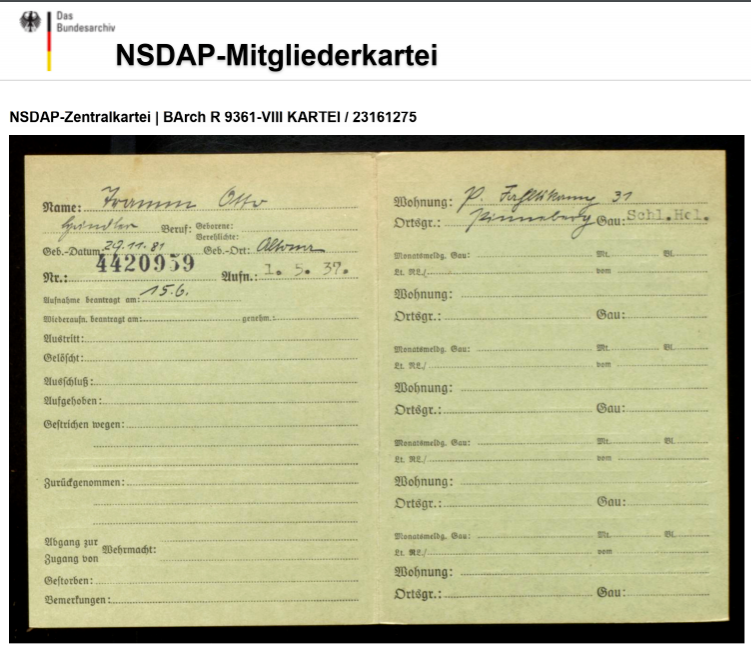 Das
Bundesarchiv
NSDAP-Mitgliederkartei
NSDAP-Zentralkartei | BArch R 9361-VIII KARTEI / 23161275
Name: Framm Otto
Händler Beruf: Geborene:
Verehlichte:
Geb.-Datum: 29.11.81 Geb.-Ort: Altona
Nr.: 4420959 Aufn.: 1. 5. 37.
Aufnahme beantragt am: 15.6.
Wiederaufn. beantragt am: genehm.:
Austritt:
Gelöscht:
Ausschluß:
Aufgehoben:
Gestrichen wegen:
Zurückgenommen:
Abgang zur
Zugang von Wehrmacht:
Gestorben:
Bemerkungen:
Wohnung: P. 31
Ortsgr.: Pinneberg Gau: Schl.Hol.
Monatsmeldg. Gau: Mt. Bl.
Lt. RL./ vom
Wohnung:
Ortsgr.: Gau:
Monatsmeldg. Gau: Mt. Bl.
Lt. RL./ vom
Wohnung:
Ortsgr.: Gau:
Monatsmeldg. Gau: Mt. Bl.
Lt. RL./ vom
Wohnung:
Ortsgr.: Gau:
Monatsmeldg. Gau: Mt. Bl.
Lt. RL./ vom
Wohnung:
Ortsgr.: Gau: